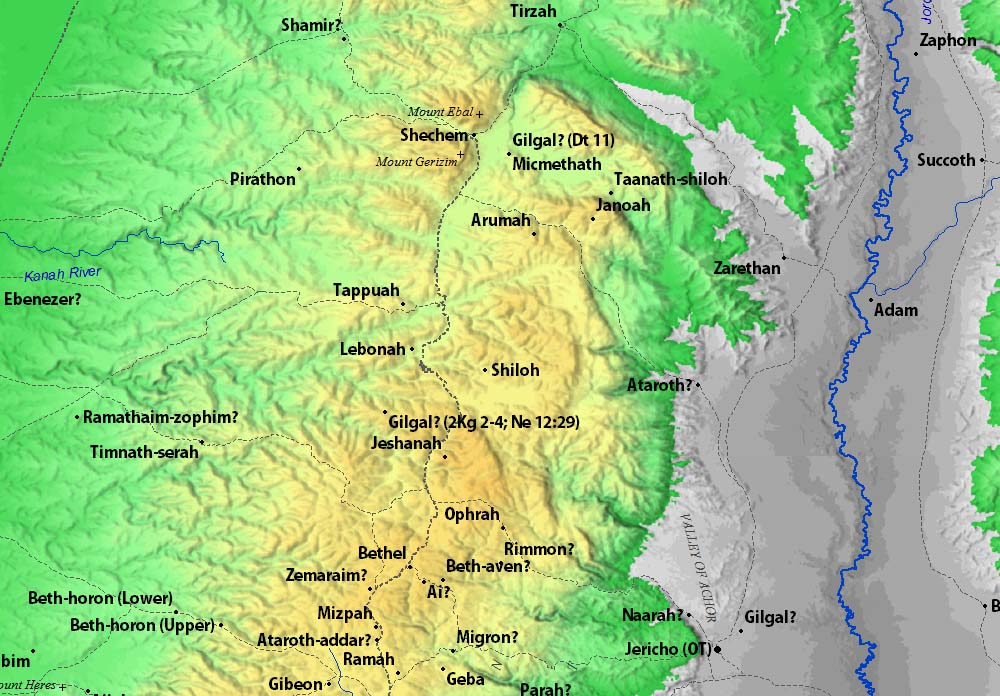 Tirzah
Shamir?
Zaphon
Mount Ebal
Shechem
Gilgal? (Dt 11)
Mount Gerizim
Micmethath
Succoth
Pirathon
Taanath-shiloh
Janoah
Arumah
Zarethan
Kanah River
Ebenezer?
Tappuah
Adam
Lebonah
Shiloh
Ataroth?
Ramathaim-zophim?
Gilgal? (2Kg 2-4; Ne 12:29)
Jeshanah
Timnath-serah
Ophrah
VALLEY OF ACHOR
Rimmon?
Bethel
Beth-aven?
Zemaraim?
Ai?
Beth-horon (Lower)
Mizpah
Naarah?
Gilgal?
Beth-horon (Upper)
Ataroth-addar?
Migron?
Jericho (OT)
Ramah
Geba
Gibeon
Parah?